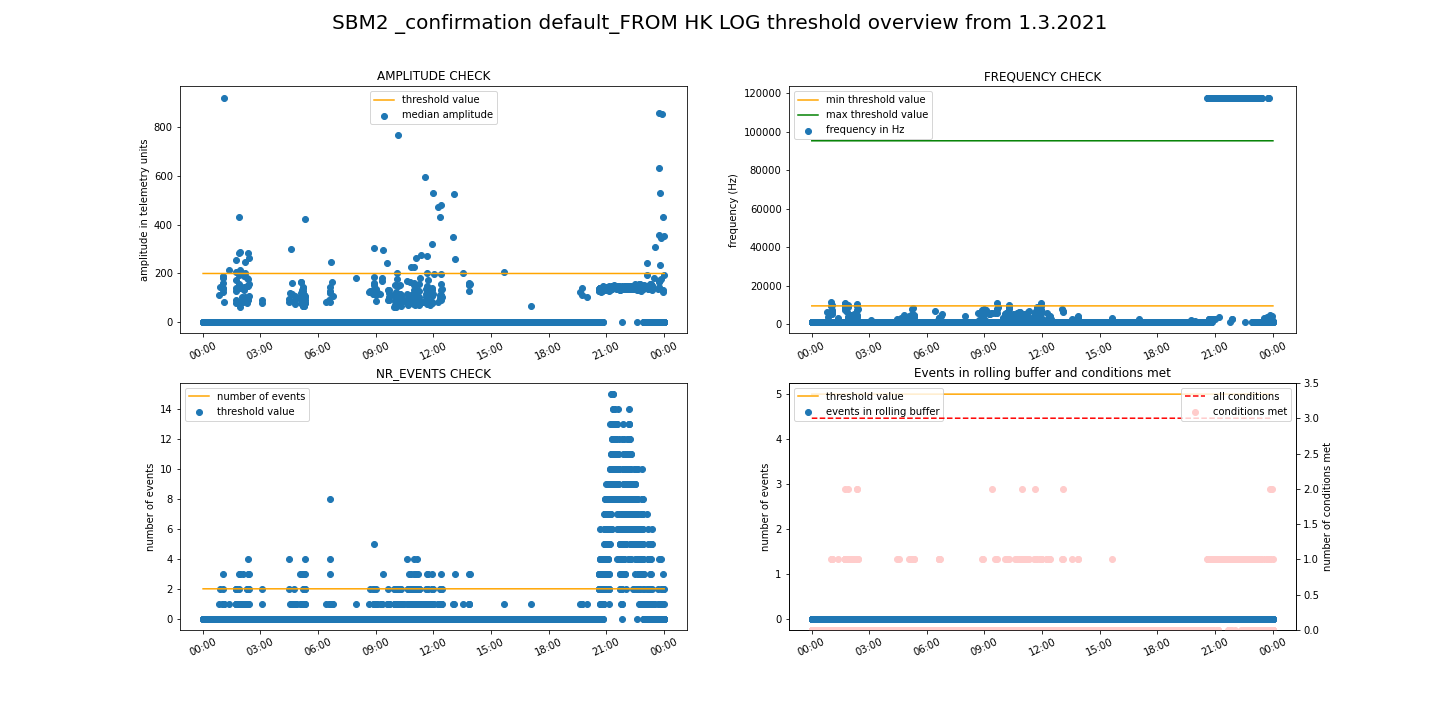 SBM2 _confirmation default_FROM HK LOG threshold overview from 1.3.2021
AMPLITUDE CHECK
threshold value
median amplitude
amplitude in telemetry units
800
600
400
200
0
00:00 03:00 06:00 09:00 12:00 15:00 18:00 21:00 00:00
FREQUENCY CHECK
min threshold value
max threshold value
frequency in Hz
frequency (Hz)
120000
100000
80000
60000
40000
20000
0
00:00 03:00 06:00 09:00 12:00 15:00 18:00 21:00 00:00
NR_EVENTS CHECK
number of events
threshold value
number of events
14
12
10
8
6
4
2
0
00:00 03:00 06:00 09:00 12:00 15:00 18:00 21:00 00:00
Events in rolling buffer and conditions met
threshold value
events in rolling buffer
all conditions
conditions met
number of events
5
4
3
2
1
0
3.5
3.0
2.5
2.0
1.5
1.0
0.5
0.0
number of conditions met
00:00 03:00 06:00 09:00 12:00 15:00 18:00 21:00 00:00